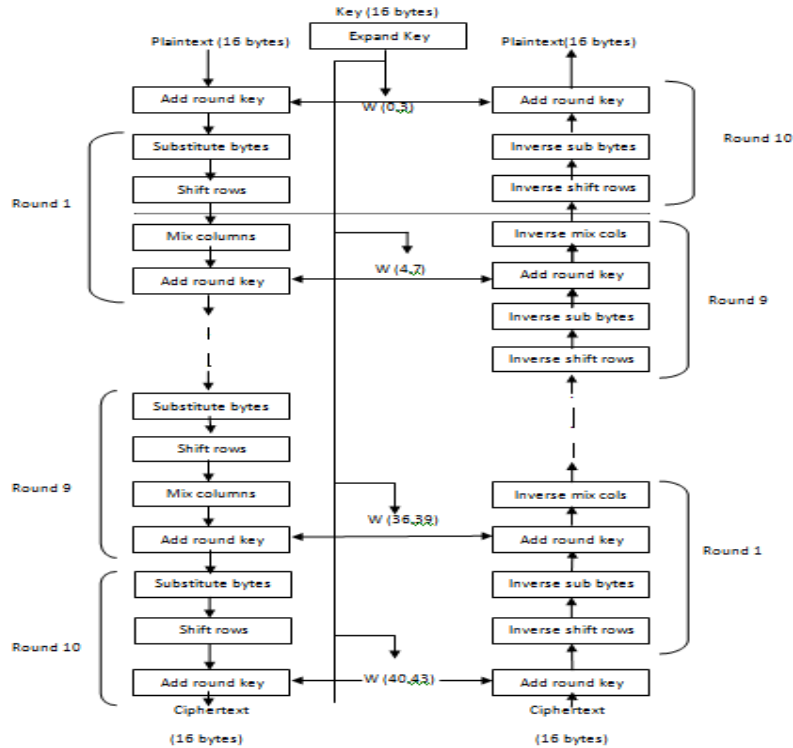 Key (16 bytes)
Expand Key
Plaintext (16 bytes)
Add round key
Round 1
Substitute bytes
Shift rows
Mix columns
Add round key
Round 9
Substitute bytes
Shift rows
Mix columns
Add round key
Round 10
Substitute bytes
Shift rows
Add round key
Ciphertext
(16 bytes)
W (0,3)
W (4,7)
W (36,39)
W (40,43)
Plaintext(16 bytes)
Add round key
Inverse sub bytes
Inverse shift rows
Round 10
Inverse mix cols
Add round key
Inverse sub bytes
Inverse shift rows
Round 9
Inverse mix cols
Add round key
Inverse sub bytes
Inverse shift rows
Round 1
Add round key
Ciphertext
(16 bytes)